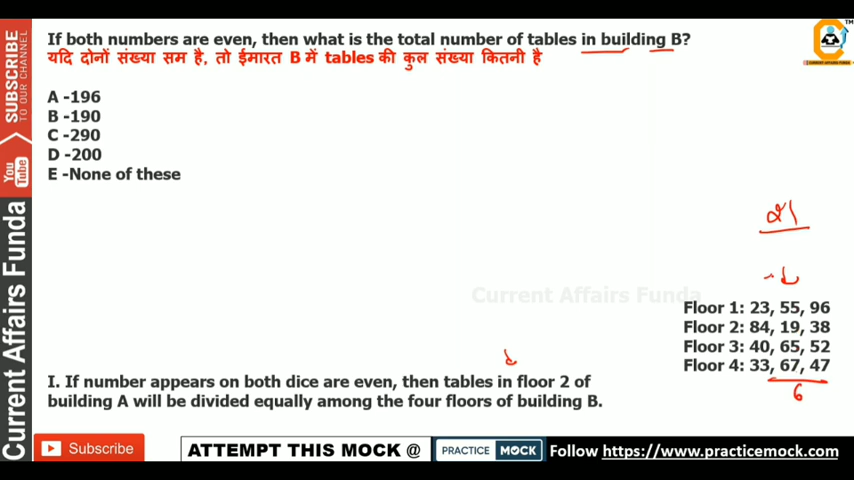 If both numbers are even, then what is the total number of tables in building B?
यदि दोनों संख्या सम है, तो ईमारत B में tables की कुल संख्या कितनी है
A -196
B -190
C -290
D -200
E -None of these
21
Floor 1: 23, 55, 96
Floor 2: 84, 19, 38
Floor 3: 40, 65, 52
Floor 4: 33, 67, 47
6
Current Affairs Funda
I. If number appears on both dice are even, then tables in floor 2 of
building A will be divided equally among the four floors of building B.
SUBSCRIBE
TO OUR CHANNEL
You Tube
Current Affairs Funda
Subscribe
ATTEMPT THIS MOCK @
PRACTICE MOCK
Follow https://www.practicemock.com